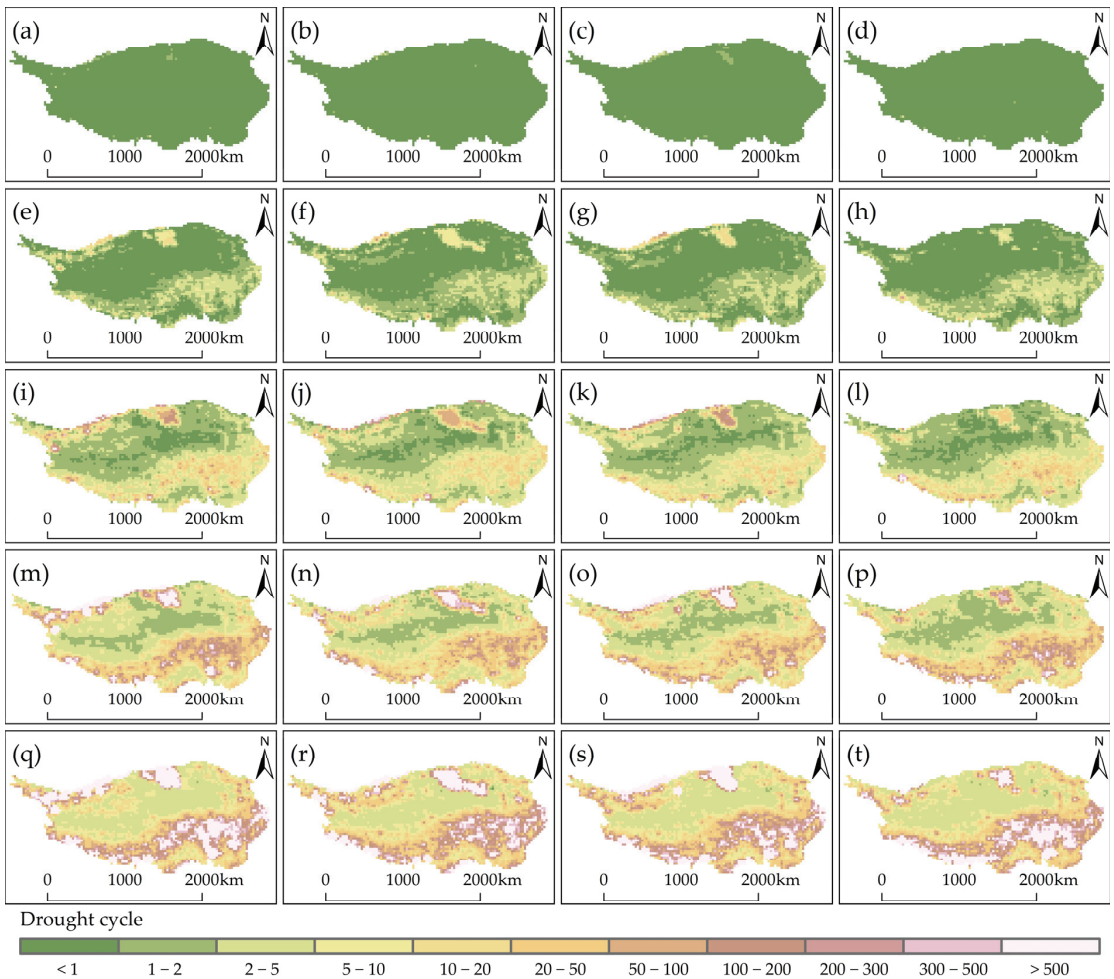 (a) N (b) N (c) N (d) N
0 1000 2000km 0 1000 2000km 0 1000 2000km 0 1000 2000km
(e) N (f) N (g) N (h) N
0 1000 2000km 0 1000 2000km 0 1000 2000km 0 1000 2000km
(i) N (j) N (k) N (l) N
0 1000 2000km 0 1000 2000km 0 1000 2000km 0 1000 2000km
(m) N (n) N (o) N (p) N
0 1000 2000km 0 1000 2000km 0 1000 2000km 0 1000 2000km
(q) N (r) N (s) N (t) N
0 1000 2000km 0 1000 2000km 0 1000 2000km 0 1000 2000km
Drought cycle
< 1 1 – 2 2 – 5 5 – 10 10 – 20 20 – 50 50 – 100 100 – 200 200 – 300 300 – 500 > 500